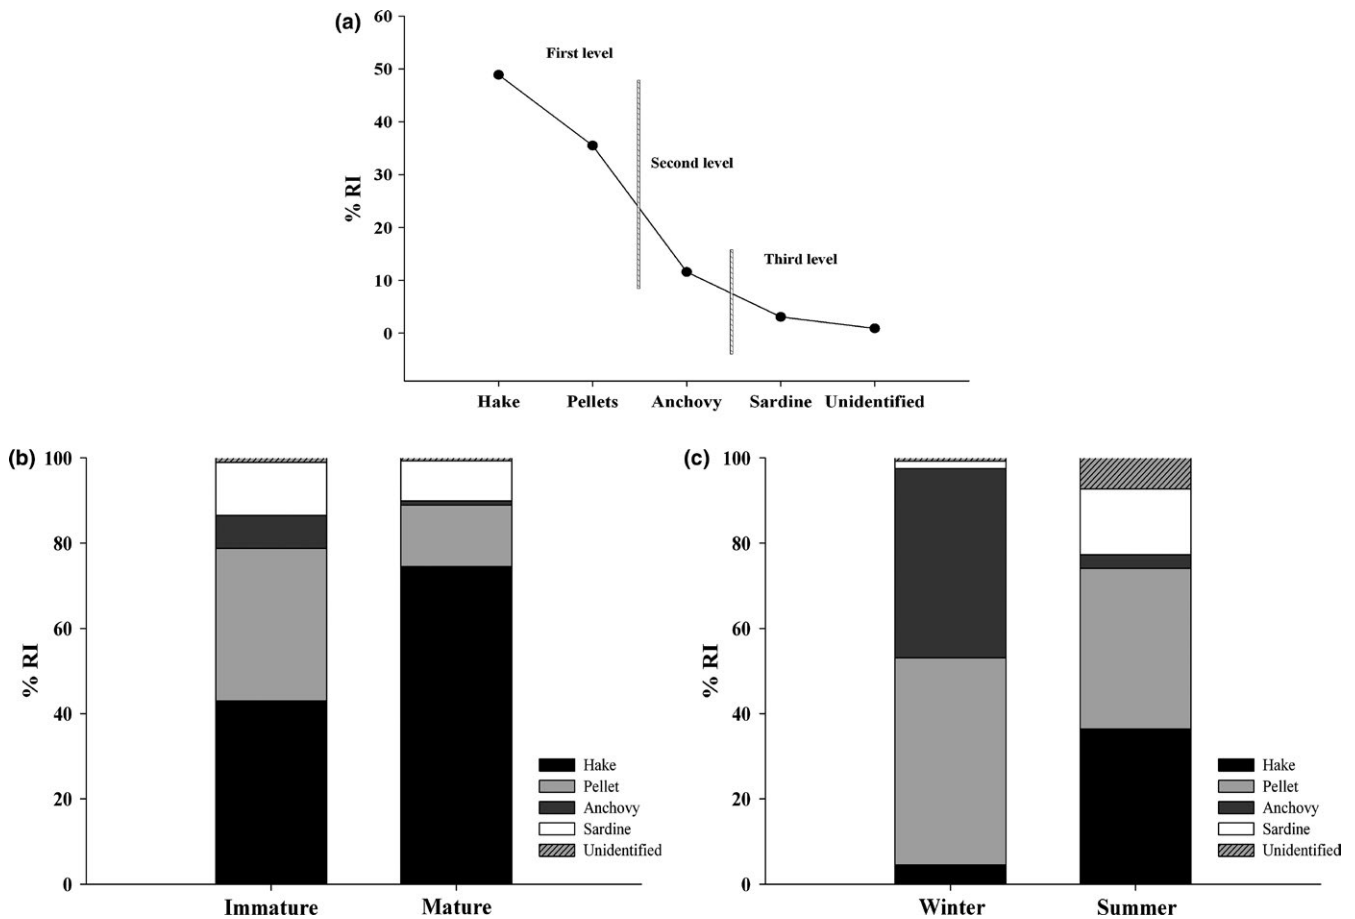 (a)
60
50
40
30
20
10
0
% RI
First level
Second level
Third level
Hake Pellets Anchovy Sardine Unidentified
(b)
100
80
60
40
20
0
% RI
Hake
Pellet
Anchovy
Sardine
Unidentified
Immature Mature
(c)
100
80
60
40
20
0
% RI
Hake
Pellet
Anchovy
Sardine
Unidentified
Winter Summer